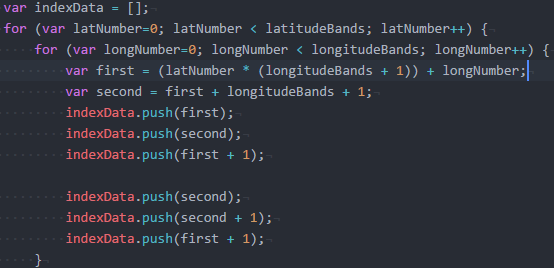 var indexData = [];
for (var latNumber=0; latNumber < latitudeBands; latNumber++) {
for (var longNumber=0; longNumber < longitudeBands; longNumber++) {
var first = (latNumber * (longitudeBands + 1)) + longNumber;
var second = first + longitudeBands + 1;
indexData.push(first);
indexData.push(second);
indexData.push(first + 1);
indexData.push(second);
indexData.push(second + 1);
indexData.push(first + 1);
}